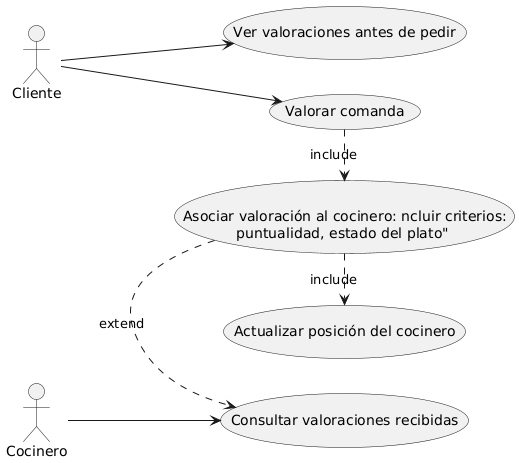 Ver valoraciones antes de pedir
Cliente
Valorar comanda
include
Asociar valoración al cocinero: ncluir criterios:
puntualidad, estado del plato"
include
extend
Actualizar posición del cocinero
Consultar valoraciones recibidas
Cocinero